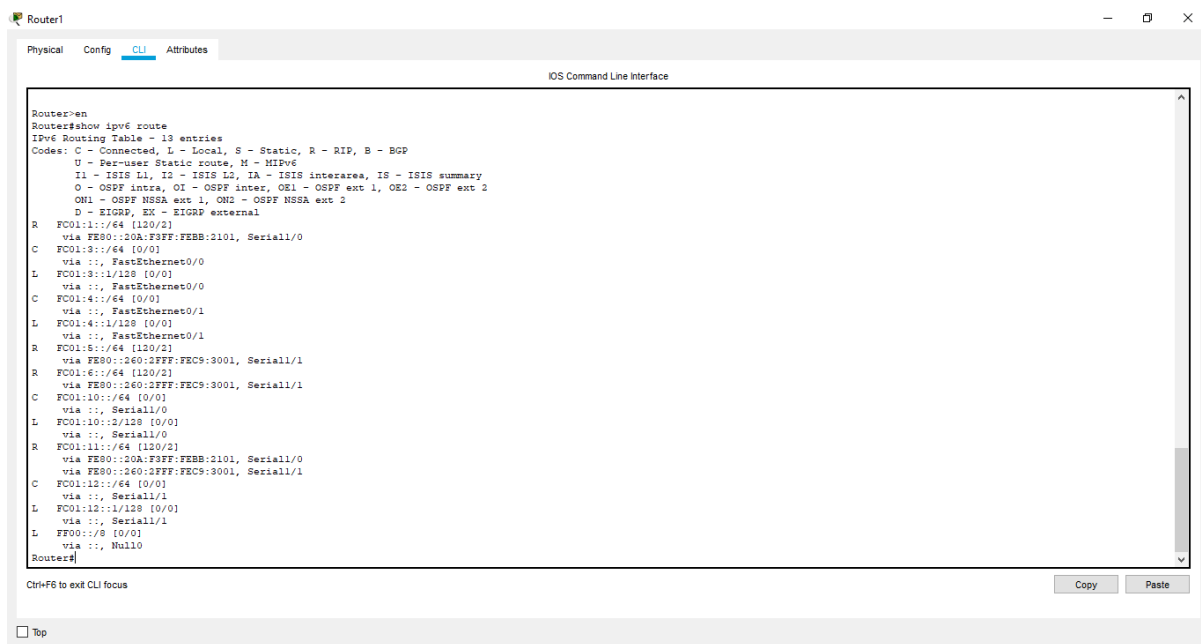 Router1
Physical Config CLI Attributes
IOS Command Line Interface
Router>en
Router#show ipv6 route
IPv6 Routing Table - 13 entries
Codes: C - Connected, L - Local, S - Static, R - RIP, B - BGP
U - Per-user Static route, M - MIPv6
I1 - ISIS L1, I2 - ISIS L2, IA - ISIS interarea, IS - ISIS summary
O - OSPF intra, OI - OSPF inter, OE1 - OSPF ext 1, OE2 - OSPF ext 2
ON1 - OSPF NSSA ext 1, ON2 - OSPF NSSA ext 2
D - EIGRP, EX - EIGRP external
R FC01:1::/64 [120/2]
via FE80::20A:F3FF:FEBB:2101, Serial1/0
C FC01:3::/64 [0/0]
via ::, FastEthernet0/0
L FC01:3::1/128 [0/0]
via ::, FastEthernet0/0
C FC01:4::/64 [0/0]
via ::, FastEthernet0/1
L FC01:4::1/128 [0/0]
via ::, FastEthernet0/1
R FC01:5::/64 [120/2]
via FE80::260:2FFF:FEC9:3001, Serial1/1
R FC01:6::/64 [120/2]
via FE80::260:2FFF:FEC9:3001, Serial1/1
C FC01:10::/64 [0/0]
via ::, Serial1/0
L FC01:10::2/128 [0/0]
via ::, Serial1/0
R FC01:11::/64 [120/2]
via FE80::20A:F3FF:FEBB:2101, Serial1/0
via FE80::260:2FFF:FEC9:3001, Serial1/1
C FC01:12::/64 [0/0]
via ::, Serial1/1
L FC01:12::1/128 [0/0]
via ::, Serial1/1
L FF00::/8 [0/0]
via ::, Null0
Router#
Ctrl+F6 to exit CLI focus
Copy Paste
Top